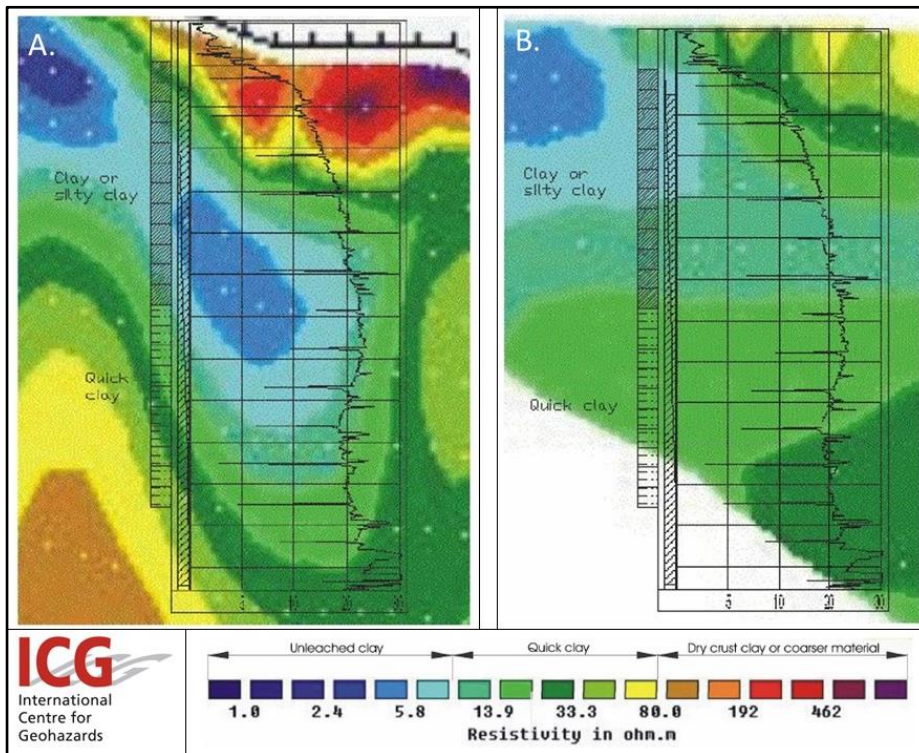 A.
B.
Clay or
silty clay
Quick
clay
5
10
20
30
Clay or
silty clay
Quick clay
5
10
20
30
ICG
International
Centre for
Geohazards
Unleached clay
Quick clay
Dry crust clay or coarser material
1.0 2.4 5.8 13.9 33.3 80.0 192 462
Resistivity in ohm.m